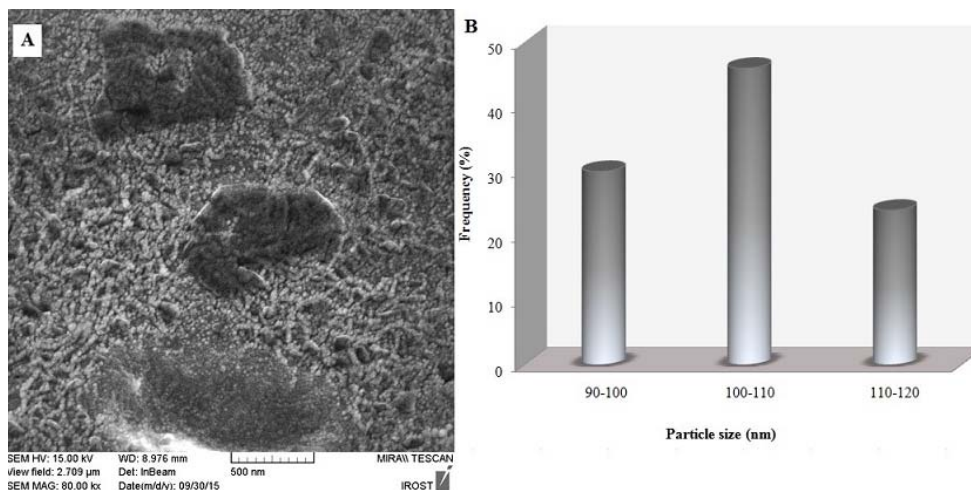 A
SEM HV: 15.00 kV WD: 8.976 mm MIRA\\ TESCAN
View field: 2.709 µm Det: InBeam 500 nm
SEM MAG: 80.00 kx Date(m/d/y): 09/30/15 IROST
B
Frequency (%)
50
40
30
20
10
0
90-100 100-110 110-120
Particle size (nm)